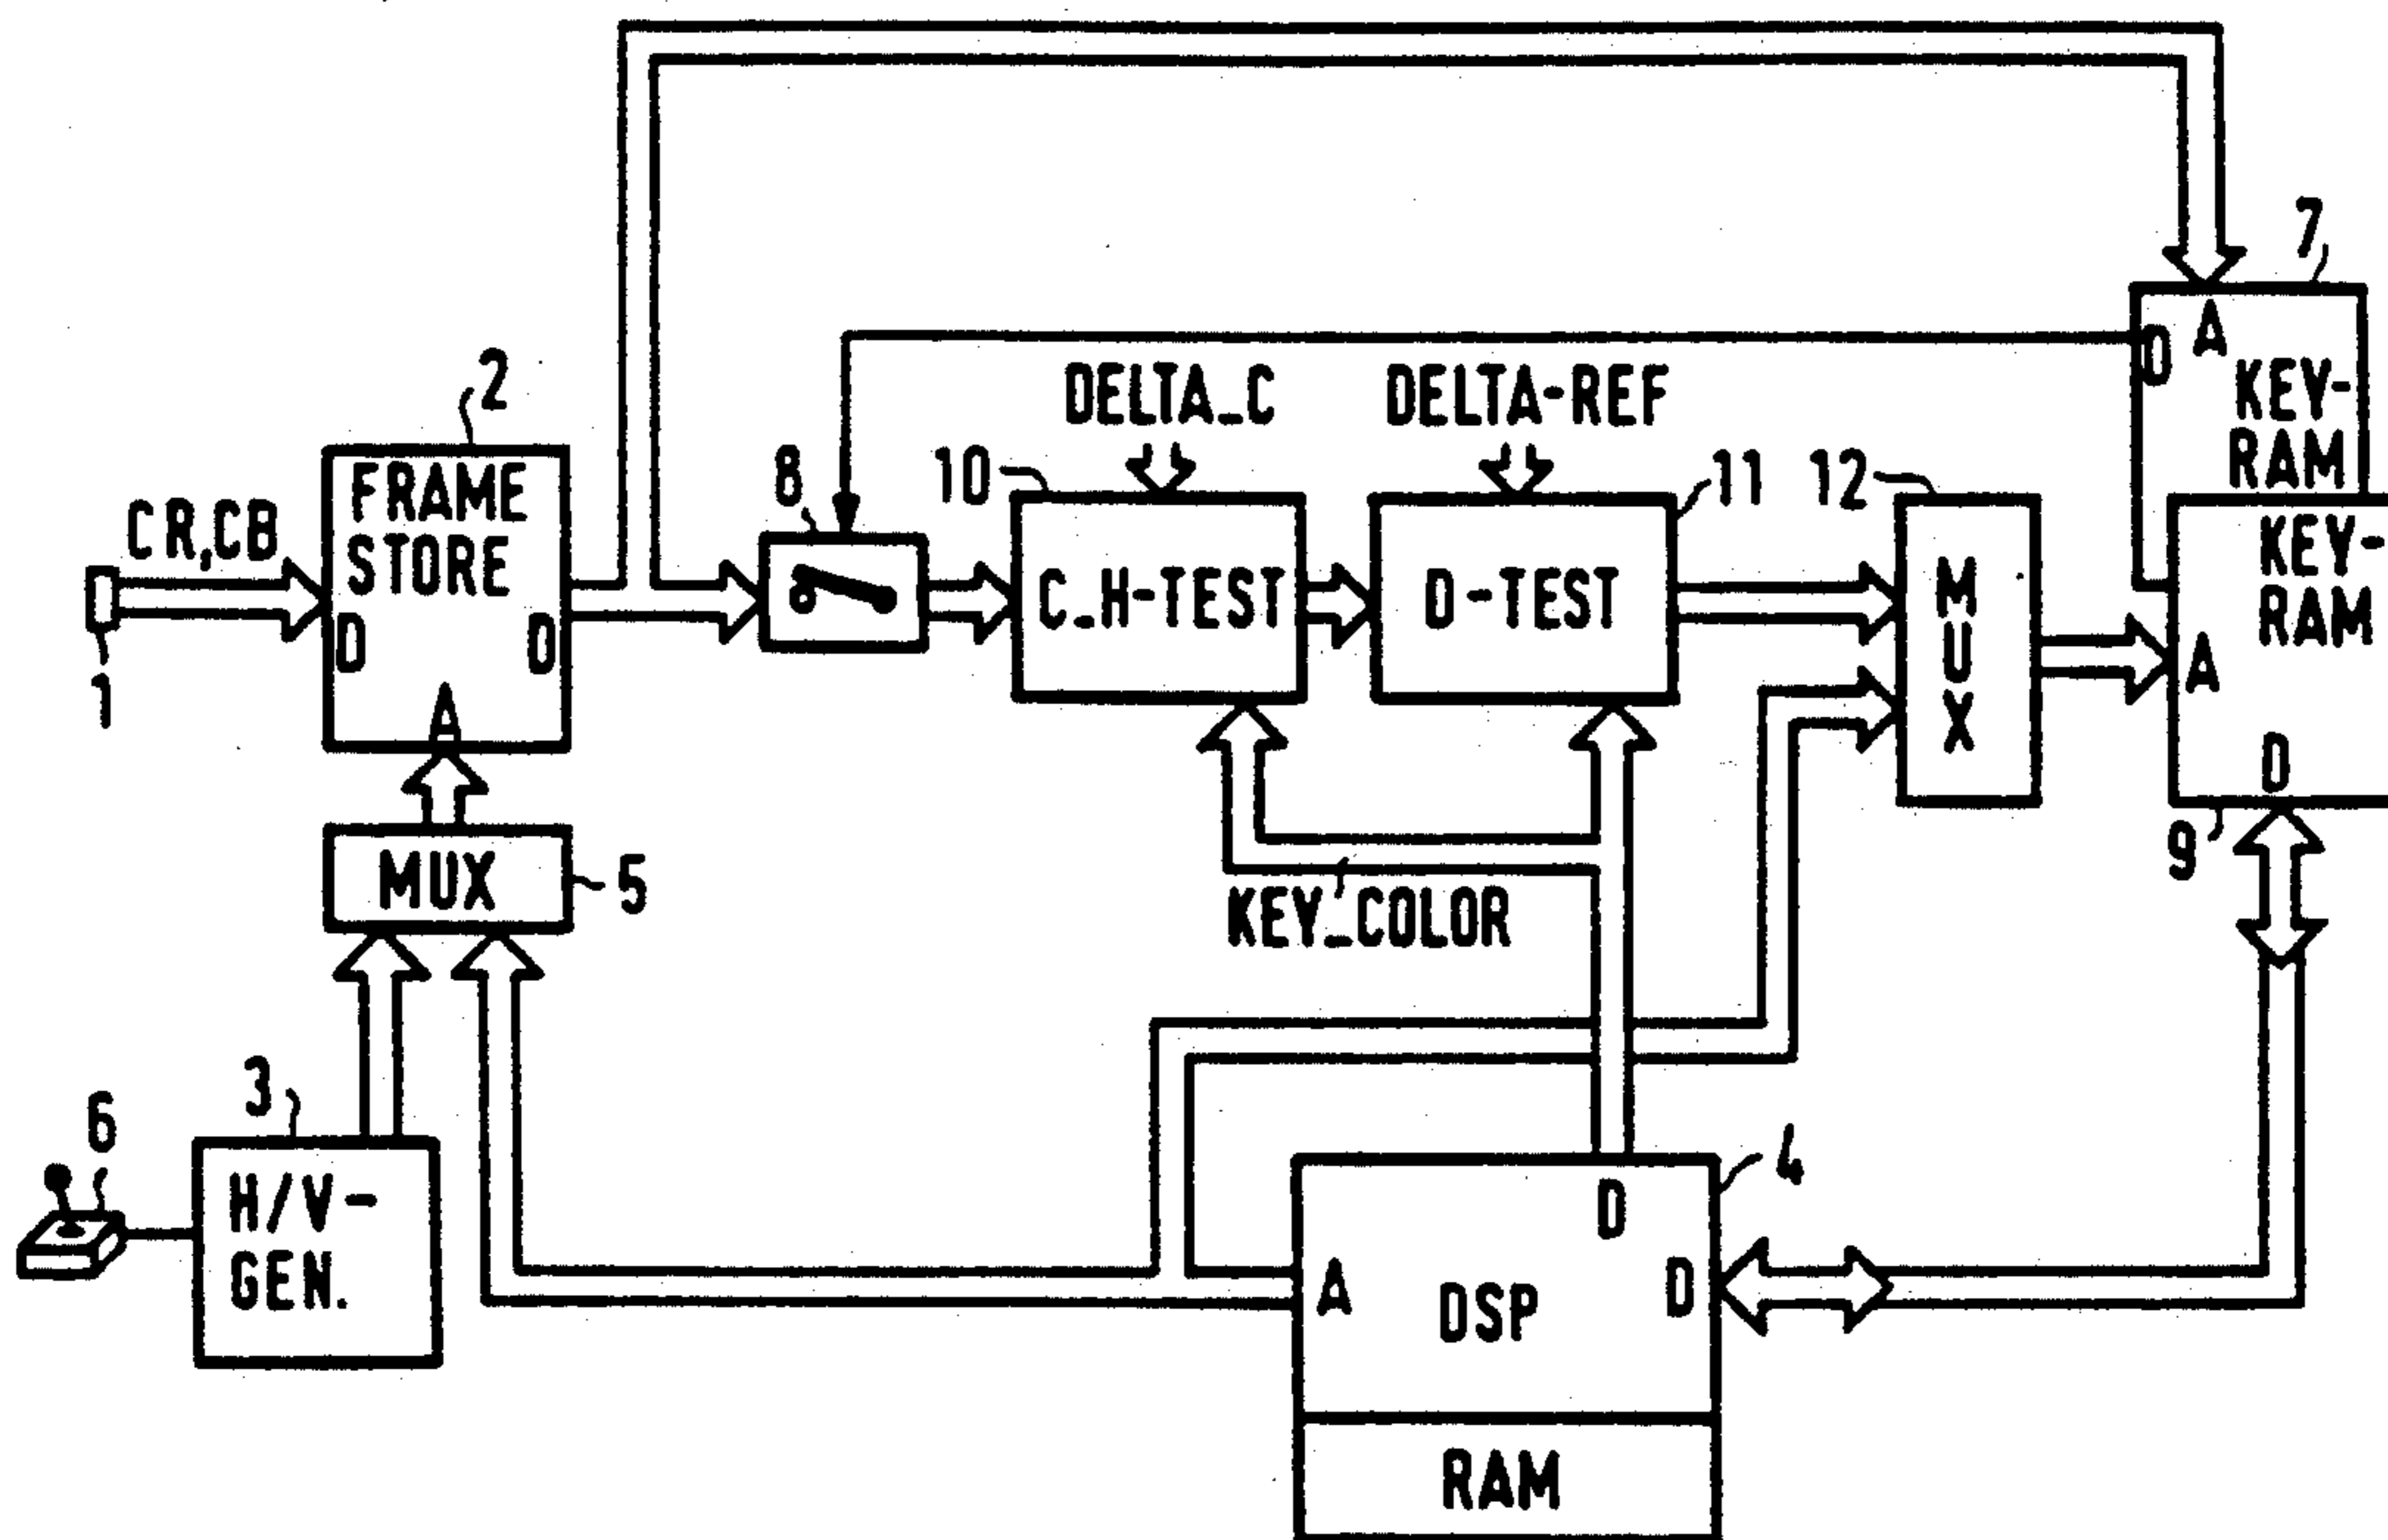 7
D A
KEY-
RAM
DELTA_C
DELTA-REF
2
FRAME
STORE
D
D
A
CR,CB
1
8
10
C_H-TEST
11
D-TEST
12
M
U
X
KEY-
RAM
A
D
9
MUX
5
KEY_COLOR
3
6
H/V-
GEN.
4
D
A
DSP
D
RAM